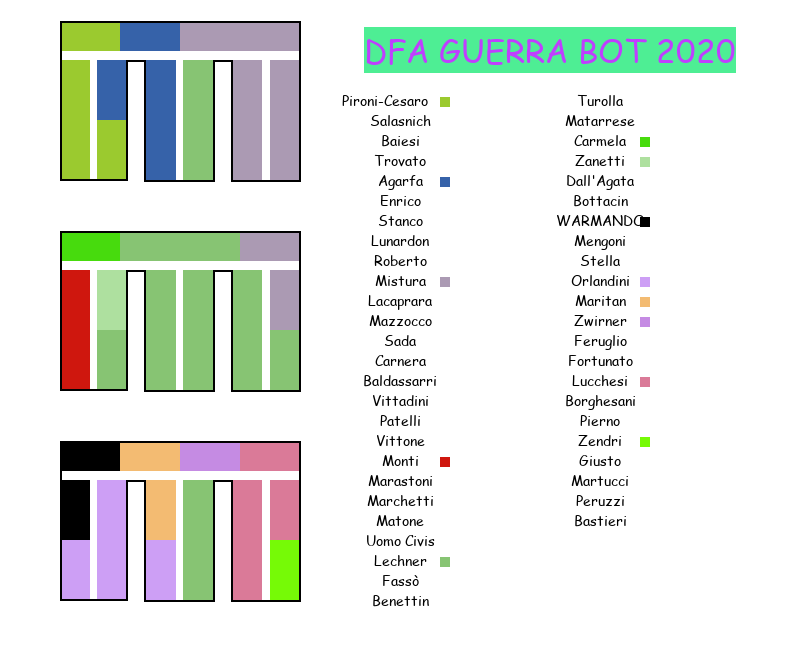 DFA GUERRA BOT 2020
Pironi-Cesaro
Salasnich
Baiesi
Trovato
Agarfa
Enrico
Stanco
Lunardon
Roberto
Mistura
Lacaprara
Mazzocco
Sada
Carnera
Baldassarri
Vittadini
Patelli
Vittone
Monti
Marastoni
Marchetti
Matone
Uomo Civis
Lechner
Fassò
Benettin
Turolla
Matarrese
Carmela
Zanetti
Dall'Agata
Bottacin
WARMANDO
Mengoni
Stella
Orlandini
Maritan
Zwirner
Feruglio
Fortunato
Lucchesi
Borghesani
Pierno
Zendri
Giusto
Martucci
Peruzzi
Bastieri